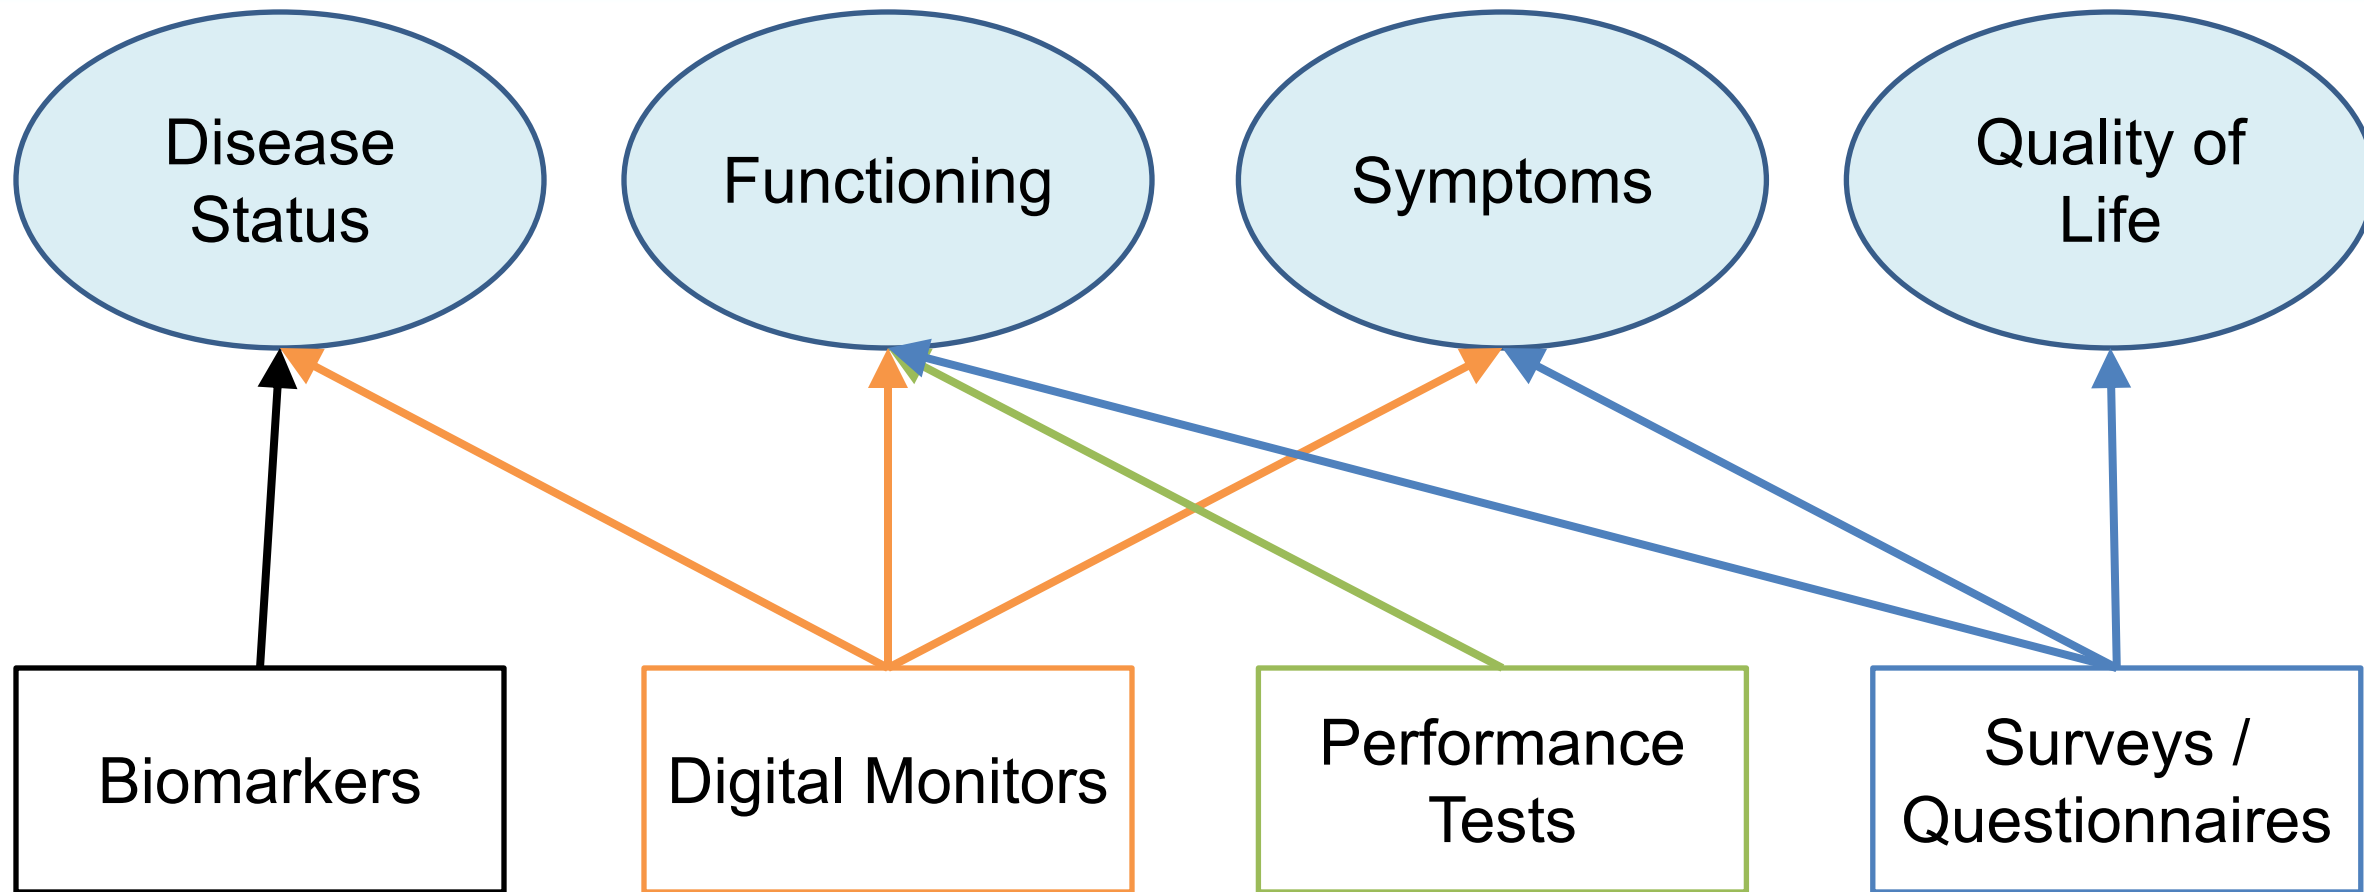 Disease
Status
Functioning
Symptoms
Quality of
Life
Biomarkers
Digital Monitors
Performance
Tests
Surveys /
Questionnaires